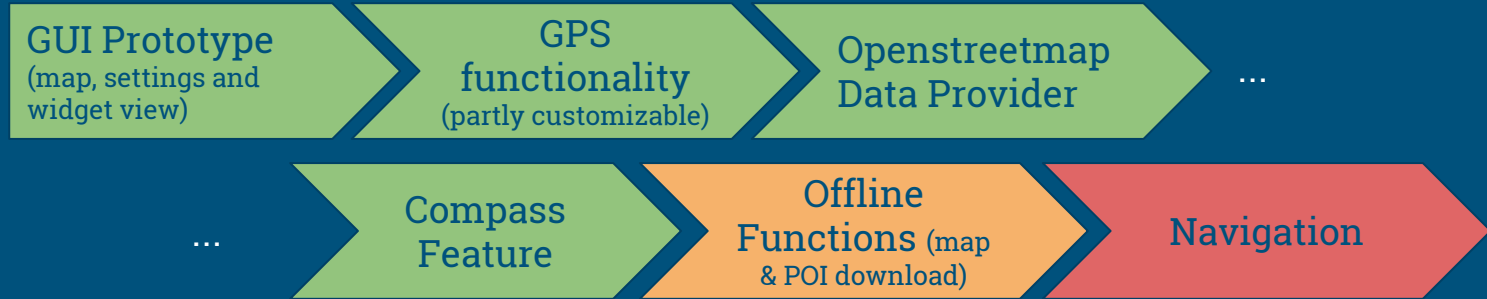 GUI Prototype
(map, settings and
widget view)
GPS
functionality
(partly customizable)
Openstreetmap
Data Provider
...
...
Compass
Feature
Offline
Functions (map
& POI download)
Navigation